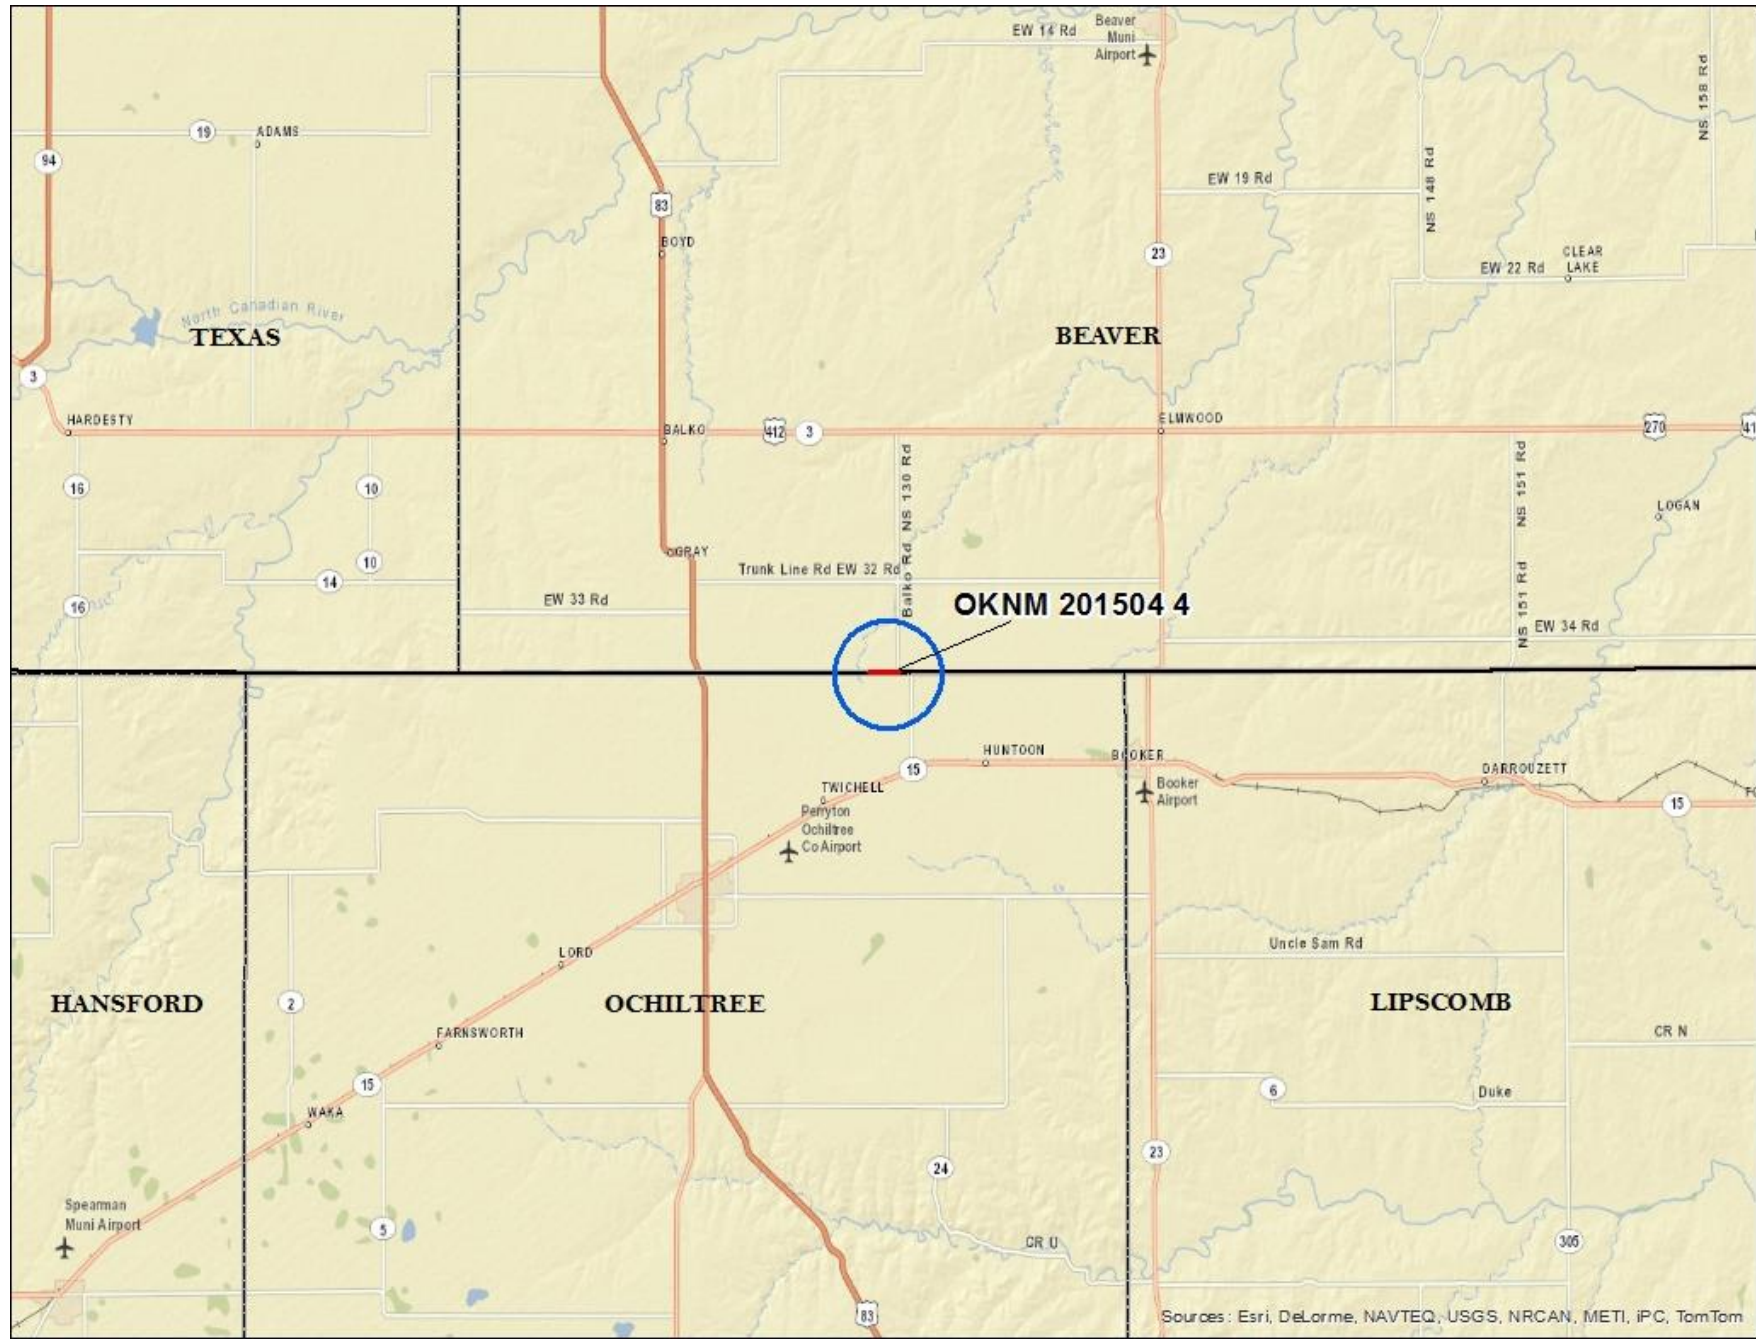 EW 14 Rd
Beaver
Muni
Airport
NS 158 Rd
19
ADAMS
94
EW 19 Rd
NS 148 Rd
83
BOYD
23
CLEAR
LAKE
EW 22 Rd
North Canadian River
TEXAS
BEAVER
3
HARDESTY
BALKO
412
3
ELMWOOD
270
41
16
10
NS 130 Rd
NS 151 Rd
LOGAN
GRAY
10
14
Trunk Line Rd EW 32 Rd
Balko Rd
16
EW 33 Rd
OKNM 201504 4
NS 151 Rd
EW 34 Rd
HUNTOON
BOOKER
15
DARROUZETT
TWICHELL
Booker
Airport
Perryton
Ochiltree
Co Airport
15
FO
LORD
Uncle Sam Rd
HANSFORD
2
OCHILTREE
LIPSCOMB
FARNSWORTH
CR N
15
6
Duke
WAKA
23
24
Spearman
Muni Airport
5
CR U
305
83
Sources: Esri, DeLorme, NAVTEQ, USGS, NRCAN, METI, iPC, TomTom